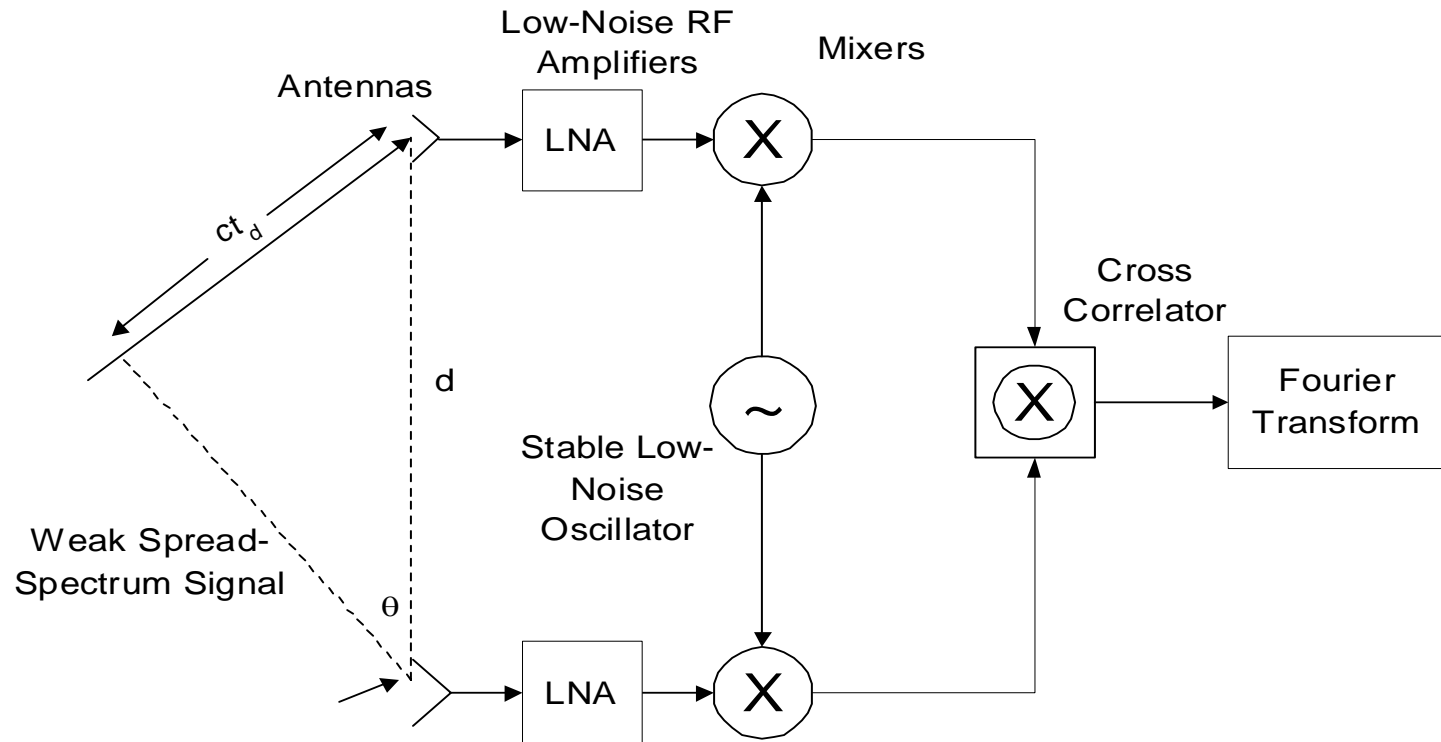 Low-Noise RF
Amplifiers
Mixers
Antennas
LNA
X
ct_d
d
Cross
Correlator
X
Fourier
Transform
~
Stable Low-
Noise
Oscillator
Weak Spread-
Spectrum Signal
θ
LNA
X